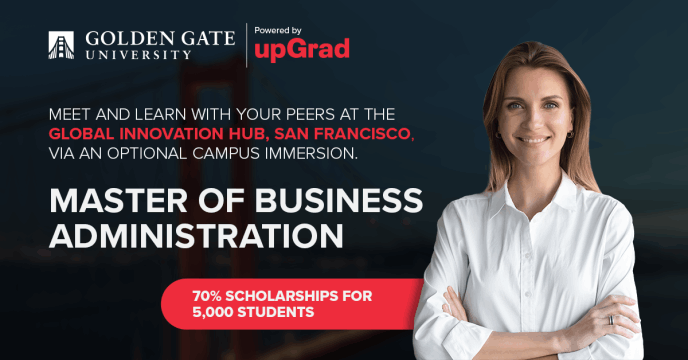 GOLDEN GATE
UNIVERSITY
Powered by
upGrad
MEET AND LEARN WITH YOUR PEERS AT THE
GLOBAL INNOVATION HUB, SAN FRANCISCO,
VIA AN OPTIONAL CAMPUS IMMERSION.
MASTER OF BUSINESS
ADMINISTRATION
70% SCHOLARSHIPS FOR
5,000 STUDENTS